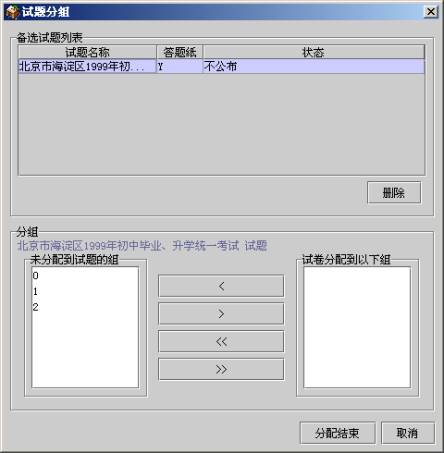 试题分组
备选试题列表
试题名称 答题纸 状态
北京市海淀区1999年初... Y 不公布
删除
分组
北京市海淀区1999年初中毕业、升学统一考试 试题
未分配到试题的组 试卷分配到以下组
0
1
2
<
>
<<
>>
分配结束 取消